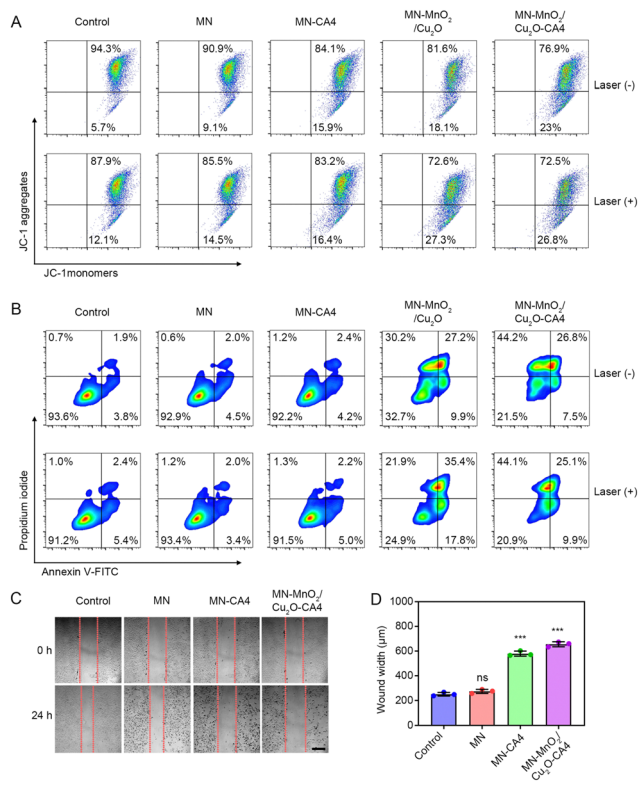 A
Control MN MN-CA4 MN-MnO2 /Cu2O MN-MnO2/ Cu2O-CA4
94.3% 90.9% 84.1% 81.6% 76.9%
Laser (-)
5.7% 9.1% 15.9% 18.1% 23%
87.9% 85.5% 83.2% 72.6% 72.5%
Laser (+)
12.1% 14.5% 16.4% 27.3% 26.8%
JC-1 aggregates
JC-1monomers
B
Control MN MN-CA4 MN-MnO2 /Cu2O MN-MnO2/ Cu2O-CA4
0.7% 1.9% 0.6% 2.0% 1.2% 2.4% 30.2% 27.2% 44.2% 26.8%
Laser (-)
93.6% 3.8% 92.9% 4.5% 92.2% 4.2% 32.7% 9.9% 21.5% 7.5%
1.0% 2.4% 1.2% 2.0% 1.3% 2.2% 21.9% 35.4% 44.1% 25.1%
Laser (+)
91.2% 5.4% 93.4% 3.4% 91.5% 5.0% 24.9% 17.8% 20.9% 9.9%
Propidium iodide
Annexin V-FITC
C
Control MN MN-CA4 MN-MnO2/ Cu2O-CA4
0 h
24 h
D
Wound width (μm)
1000
800
600
400
200
0
ns *** ***
Control MN MN-CA4 MN-MnO2/ Cu2O-CA4